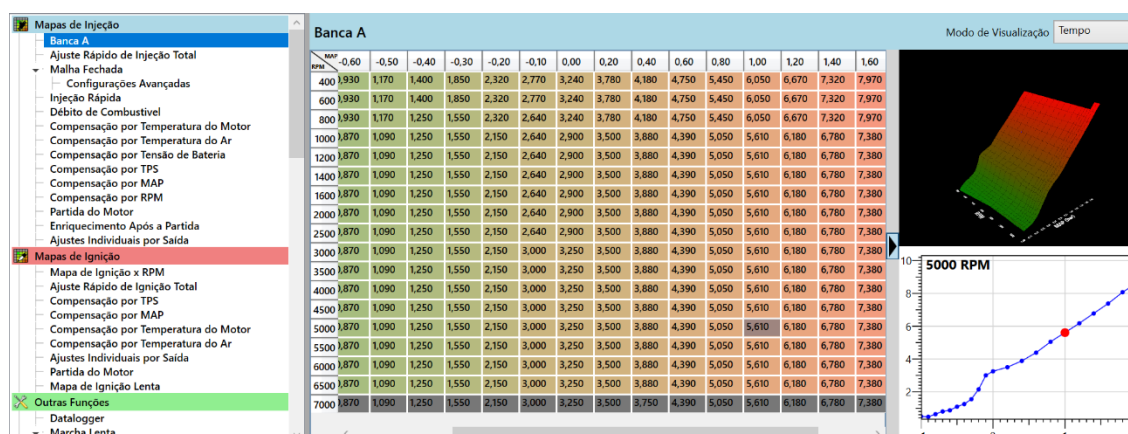 Mapas de Injeção
Banca A
Ajuste Rápido de Injeção Total
Malha Fechada
Configurações Avançadas
Injeção Rápida
Débito de Combustivel
Compensação por Temperatura do Motor
Compensação por Temperatura do Ar
Compensação por Tensão de Bateria
Compensação por TPS
Compensação por MAP
Compensação por RPM
Partida do Motor
Enriquecimento Após a Partida
Ajustes Individuais por Saída
Mapas de Ignição
Mapa de Ignição x RPM
Ajuste Rápido de Ignição Total
Compensação por TPS
Compensação por MAP
Compensação por Temperatura do Motor
Compensação por Temperatura do Ar
Ajustes Individuais por Saída
Partida do Motor
Mapa de Ignição Lenta
Outras Funções
Datalogger
Marcha Lenta
Banca A
Modo de Visualização Tempo
MAP RPM -0,60 -0,50 -0,40 -0,30 -0,20 -0,10 0,00 0,20 0,40 0,60 0,80 1,00 1,20 1,40 1,60
400 ,930 1,170 1,400 1,850 2,320 2,770 3,240 3,780 4,180 4,750 5,450 6,050 6,670 7,320 7,970
600 ,930 1,170 1,400 1,850 2,320 2,770 3,240 3,780 4,180 4,750 5,450 6,050 6,670 7,320 7,970
800 ,930 1,170 1,250 1,550 2,320 2,640 3,240 3,780 4,180 4,750 5,450 6,050 6,670 7,320 7,970
1000 ,870 1,090 1,250 1,550 2,150 2,640 2,900 3,500 3,880 4,390 5,050 5,610 6,180 6,780 7,380
1200 ,870 1,090 1,250 1,550 2,150 2,640 2,900 3,500 3,880 4,390 5,050 5,610 6,180 6,780 7,380
1400 ,870 1,090 1,250 1,550 2,150 2,640 2,900 3,500 3,880 4,390 5,050 5,610 6,180 6,780 7,380
1600 ,870 1,090 1,250 1,550 2,150 2,640 2,900 3,500 3,880 4,390 5,050 5,610 6,180 6,780 7,380
2000 ,870 1,090 1,250 1,550 2,150 2,640 2,900 3,500 3,880 4,390 5,050 5,610 6,180 6,780 7,380
2500 ,870 1,090 1,250 1,550 2,150 2,640 2,900 3,500 3,880 4,390 5,050 5,610 6,180 6,780 7,380
3000 ,870 1,090 1,250 1,550 2,150 3,000 3,250 3,500 3,880 4,390 5,050 5,610 6,180 6,780 7,380
3500 ,870 1,090 1,250 1,550 2,150 3,000 3,250 3,500 3,880 4,390 5,050 5,610 6,180 6,780 7,380
4000 ,870 1,090 1,250 1,550 2,150 3,000 3,250 3,500 3,880 4,390 5,050 5,610 6,180 6,780 7,380
4500 ,870 1,090 1,250 1,550 2,150 3,000 3,250 3,500 3,880 4,390 5,050 5,610 6,180 6,780 7,380
5000 ,870 1,090 1,250 1,550 2,150 3,000 3,250 3,500 3,880 4,390 5,050 5,610 6,180 6,780 7,380
5500 ,870 1,090 1,250 1,550 2,150 3,000 3,250 3,500 3,880 4,390 5,050 5,610 6,180 6,780 7,380
6000 ,870 1,090 1,250 1,550 2,150 3,000 3,250 3,500 3,880 4,390 5,050 5,610 6,180 6,780 7,380
6500 ,870 1,090 1,250 1,550 2,150 3,000 3,250 3,500 3,880 4,390 5,050 5,610 6,180 6,780 7,380
7000 ,870 1,090 1,250 1,550 2,150 3,000 3,250 3,500 3,750 4,390 5,050 5,610 6,180 6,780 7,380
5000 RPM
10
8
6
4
2